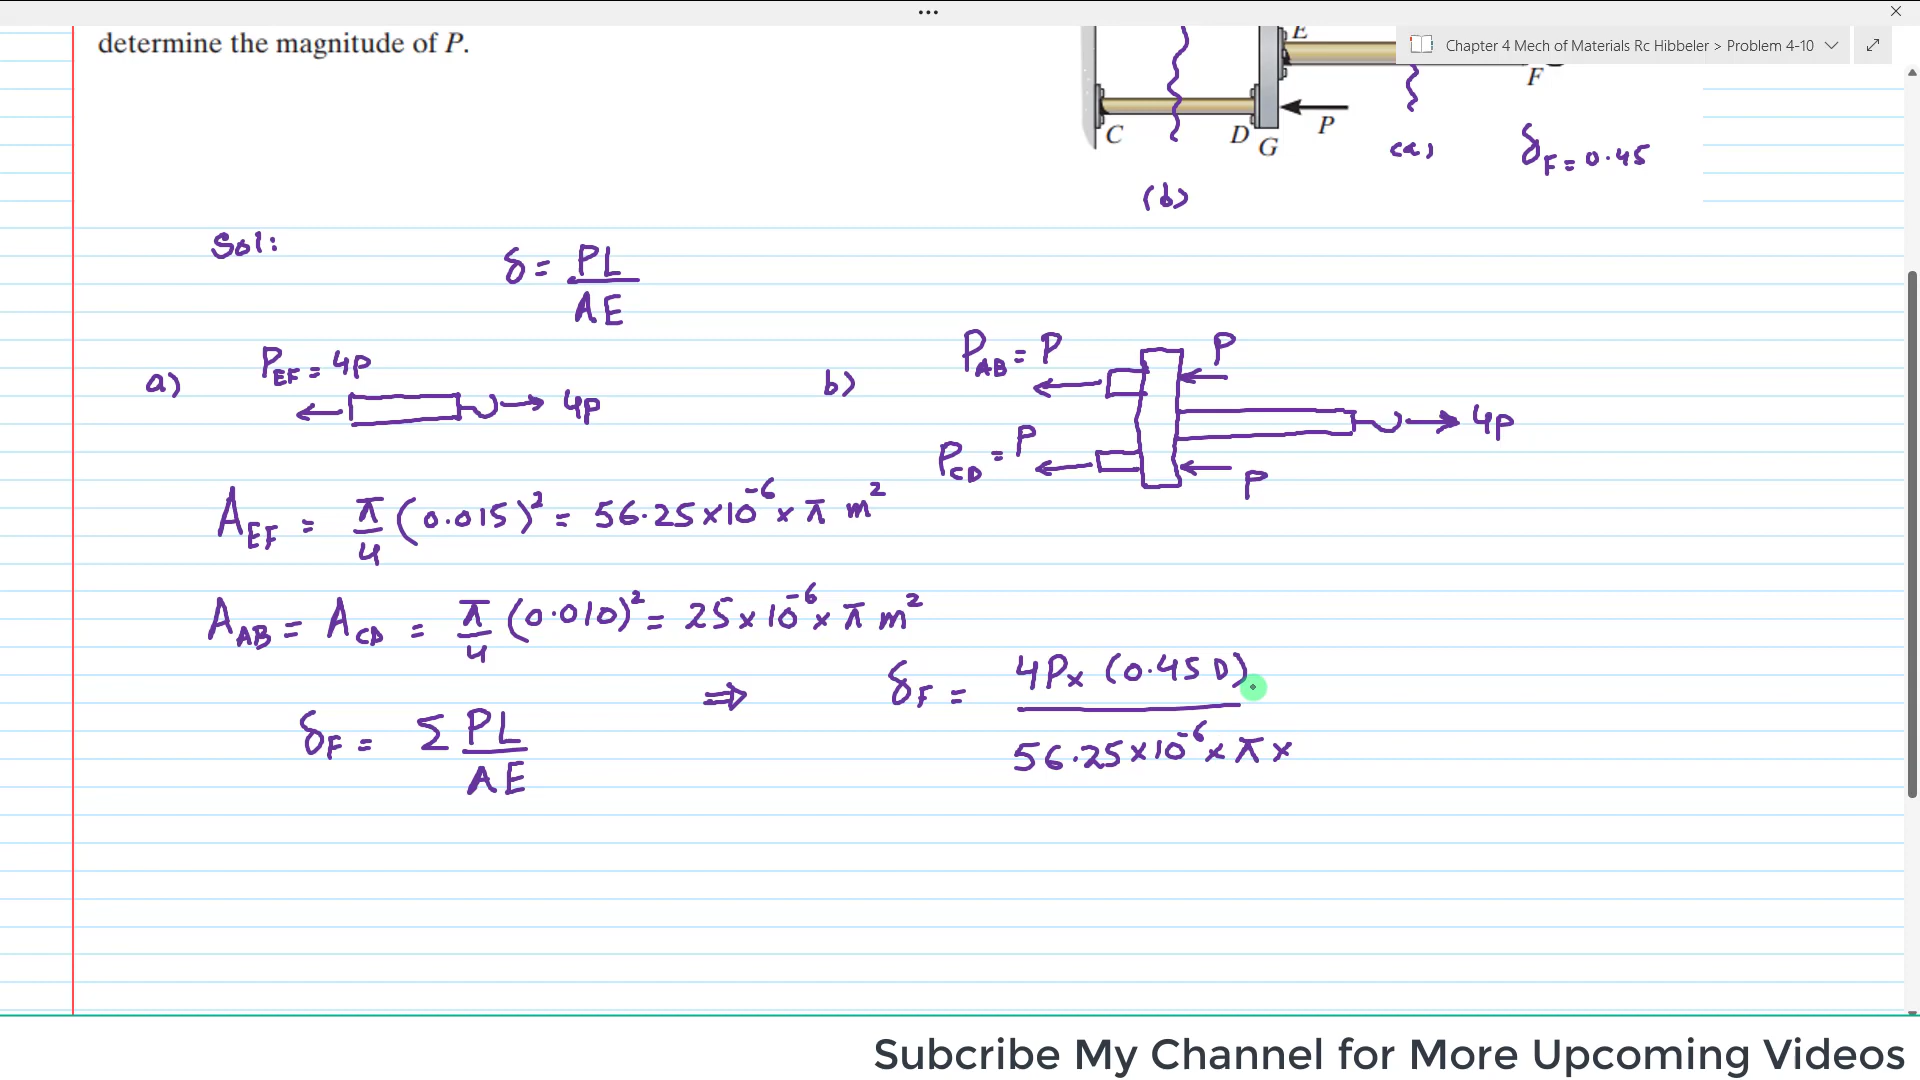 determine the magnitude of P.
Chapter 4 Mech of Materials Rc Hibbeler > Problem 4-10
E
F
C
D
G
P
(a)
(b)
δF = 0.45
Sol:
δ = PL / AE
a)
PEF = 4P
4P
b)
PAB = P
P
4P
PCD = P
P
AEF = π/4 (0.015)² = 56.25×10⁻⁶ × π m²
AAB = ACD = π/4 (0.010)² = 25×10⁻⁶ × π m²
δF = Σ PL / AE
⇒ δF = 4P× (0.450) / 56.25×10⁻⁶ × π ×
Subcribe My Channel for More Upcoming Videos